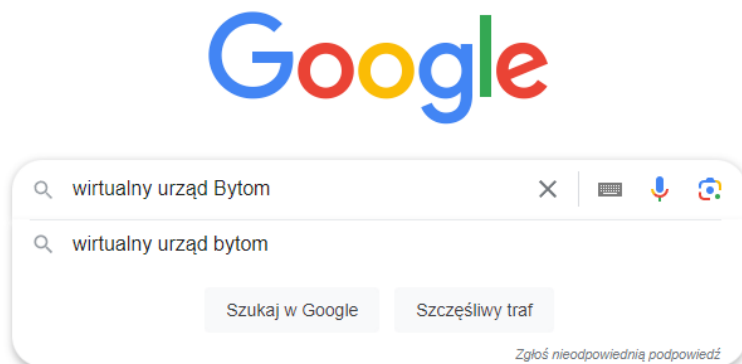 Google
wirtualny urząd Bytom
wirtualny urząd bytom
Szukaj w Google Szczęśliwy traf
Zgłoś nieodpowiednią podpowiedź